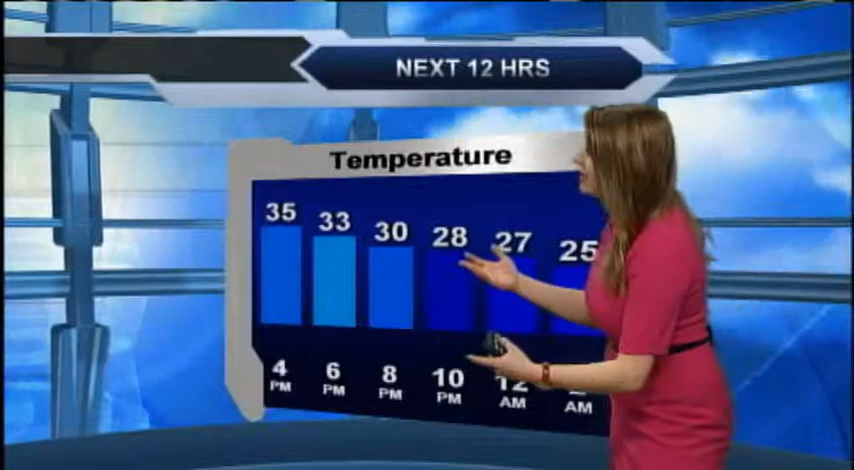 NEXT 12 HRS
Temperature
35 33 30 28 27 25
4 6 8 10 12
PM PM PM PM AM AM